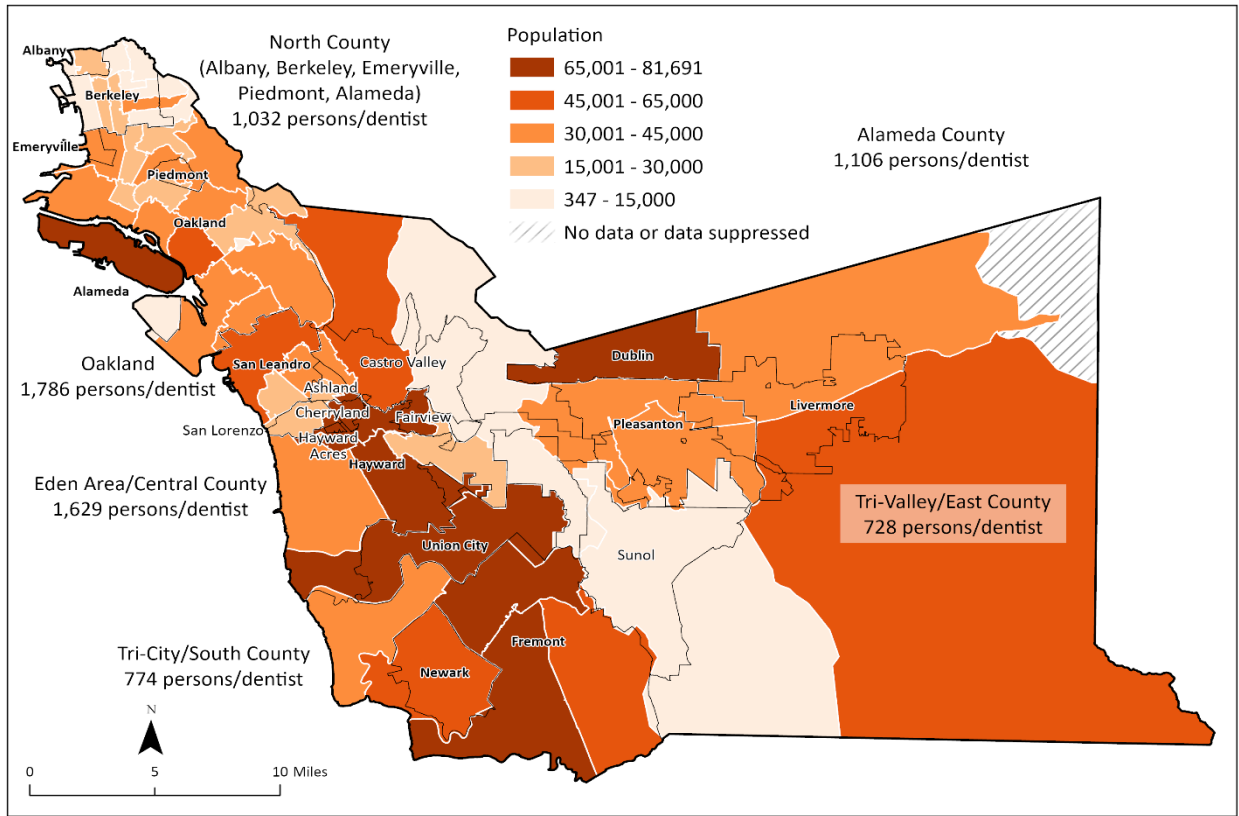 North County
(Albany, Berkeley, Emeryville,
Piedmont, Alameda)
1,032 persons/dentist
Population
65,001 - 81,691
45,001 - 65,000
30,001 - 45,000
15,001 - 30,000
347 - 15,000
No data or data suppressed
Alameda County
1,106 persons/dentist
Albany
Berkeley
Emeryville
Piedmont
Oakland
Alameda
Oakland
1,786 persons/dentist
San Leandro
Castro Valley
Ashland
Cherryland
Fairview
San Lorenzo
Hayward
Acres
Hayward
Dublin
Livermore
Pleasanton
Eden Area/Central County
1,629 persons/dentist
Tri-Valley/East County
728 persons/dentist
Union City
Sunol
Fremont
Newark
Tri-City/South County
774 persons/dentist
N
0 5 10 Miles